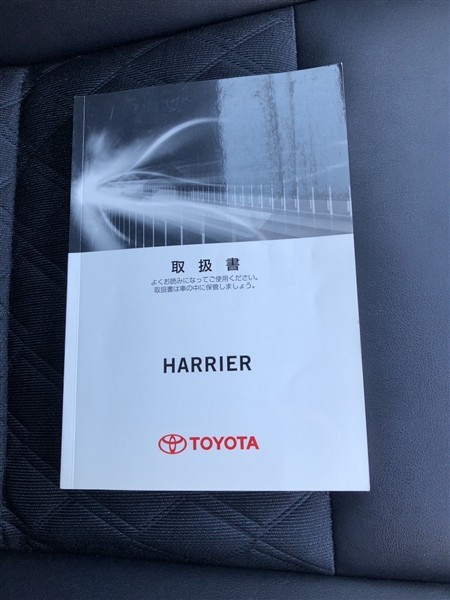 取扱書
よくお読みになってご使用ください。
取扱書は車の中に保管しましょう。
HARRIER
TOYOTA